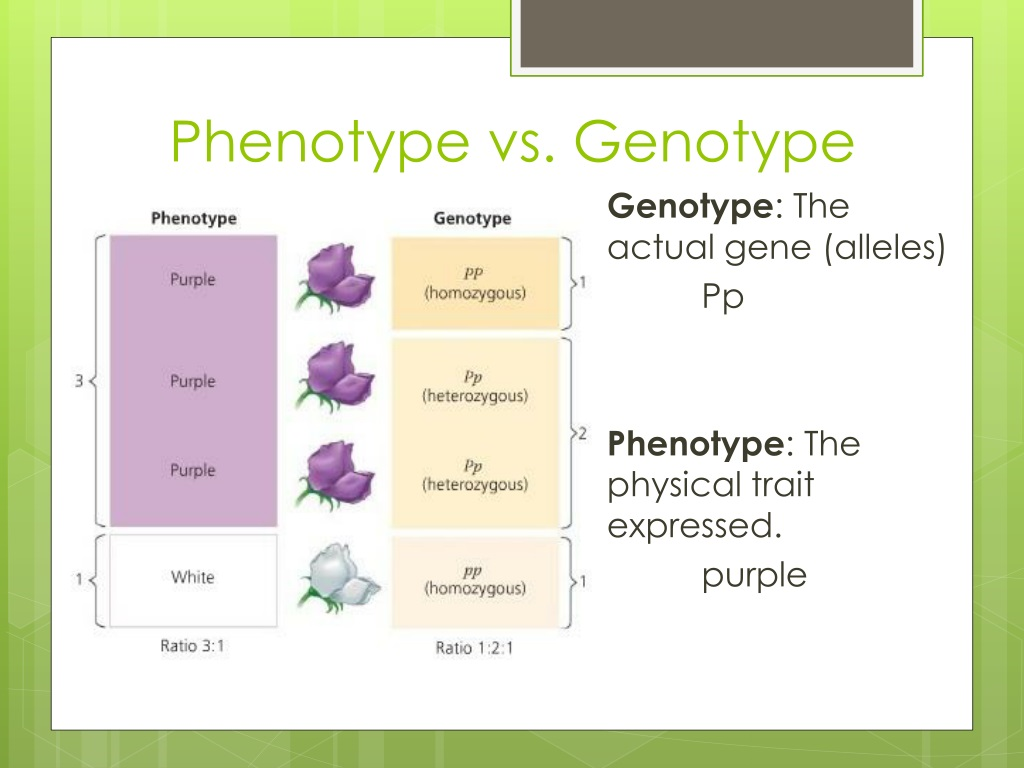 Phenotype vs. Genotype
Phenotype
Genotype
3
Purple
PP
(homozygous)
1
Purple
Pp
(heterozygous)
2
Purple
Pp
(heterozygous)
1
White
pp
(homozygous)
1
Ratio 3:1
Ratio 1:2:1
Genotype: The
actual gene (alleles)
Pp
Phenotype: The
physical trait
expressed.
purple